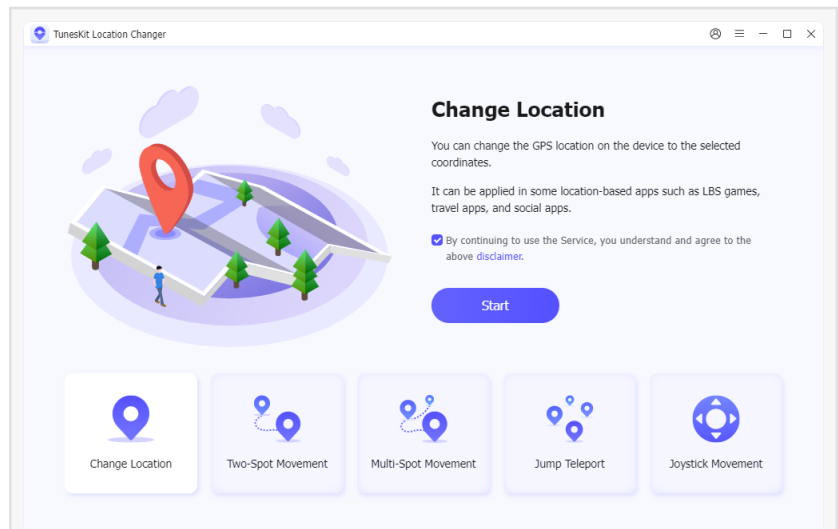 TunesKit Location Changer
Change Location
You can change the GPS location on the device to the selected
coordinates.
It can be applied in some location-based apps such as LBS games,
travel apps, and social apps.
By continuing to use the Service, you understand and agree to the
above disclaimer.
Start
Change Location
Two-Spot Movement
Multi-Spot Movement
Jump Teleport
Joystick Movement